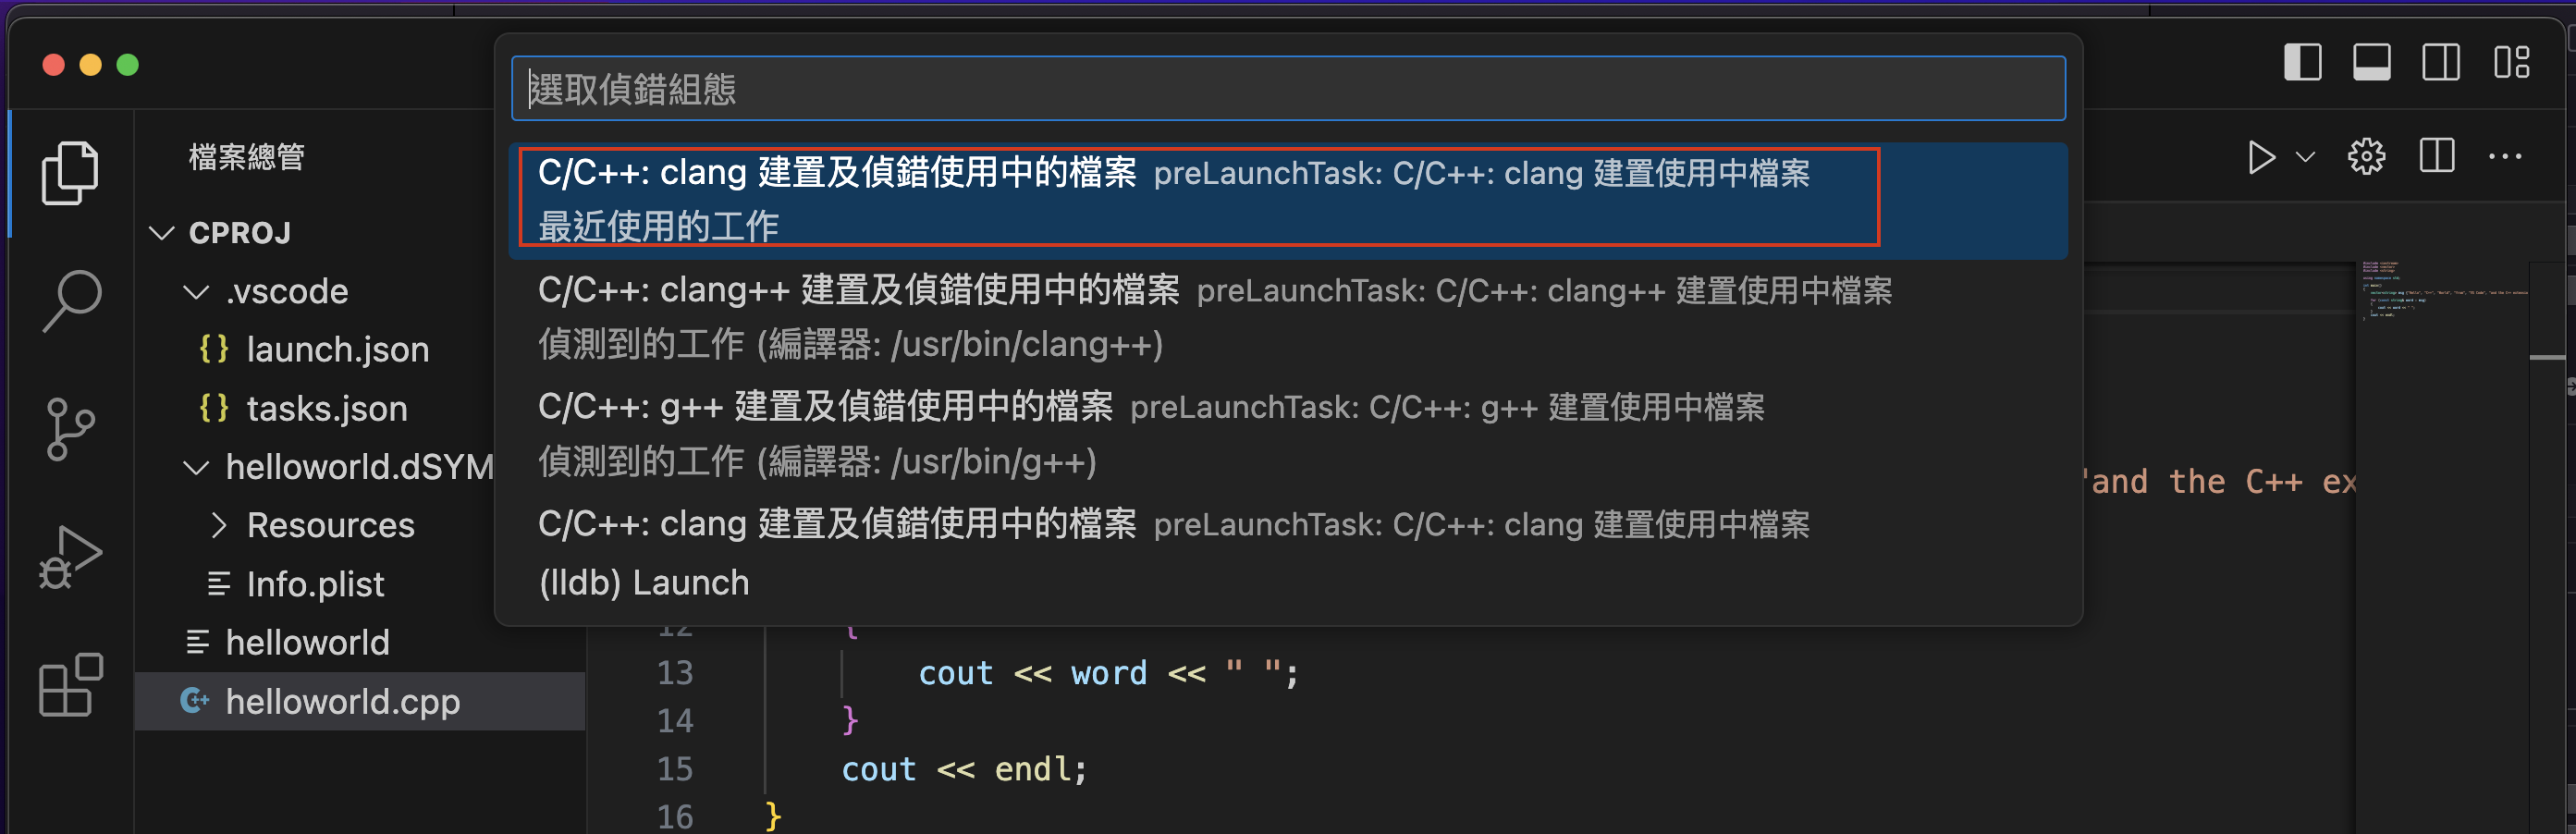 選取偵錯組態
C/C++: clang 建置及偵錯使用中的檔案 preLaunchTask: C/C++: clang 建置使用中檔案
最近使用的工作
C/C++: clang++ 建置及偵錯使用中的檔案 preLaunchTask: C/C++: clang++ 建置使用中檔案
偵測到的工作 (編譯器: /usr/bin/clang++)
C/C++: g++ 建置及偵錯使用中的檔案 preLaunchTask: C/C++: g++ 建置使用中檔案
偵測到的工作 (編譯器: /usr/bin/g++)
C/C++: clang 建置及偵錯使用中的檔案 preLaunchTask: C/C++: clang 建置使用中檔案
(lldb) Launch
檔案總管
CPROJ
.vscode
{} launch.json
{} tasks.json
helloworld.dSYM
Resources
Info.plist
helloworld
helloworld.cpp
"and the C++ ex
12 {
13 cout << word << " ";
14 }
15 cout << endl;
16 }